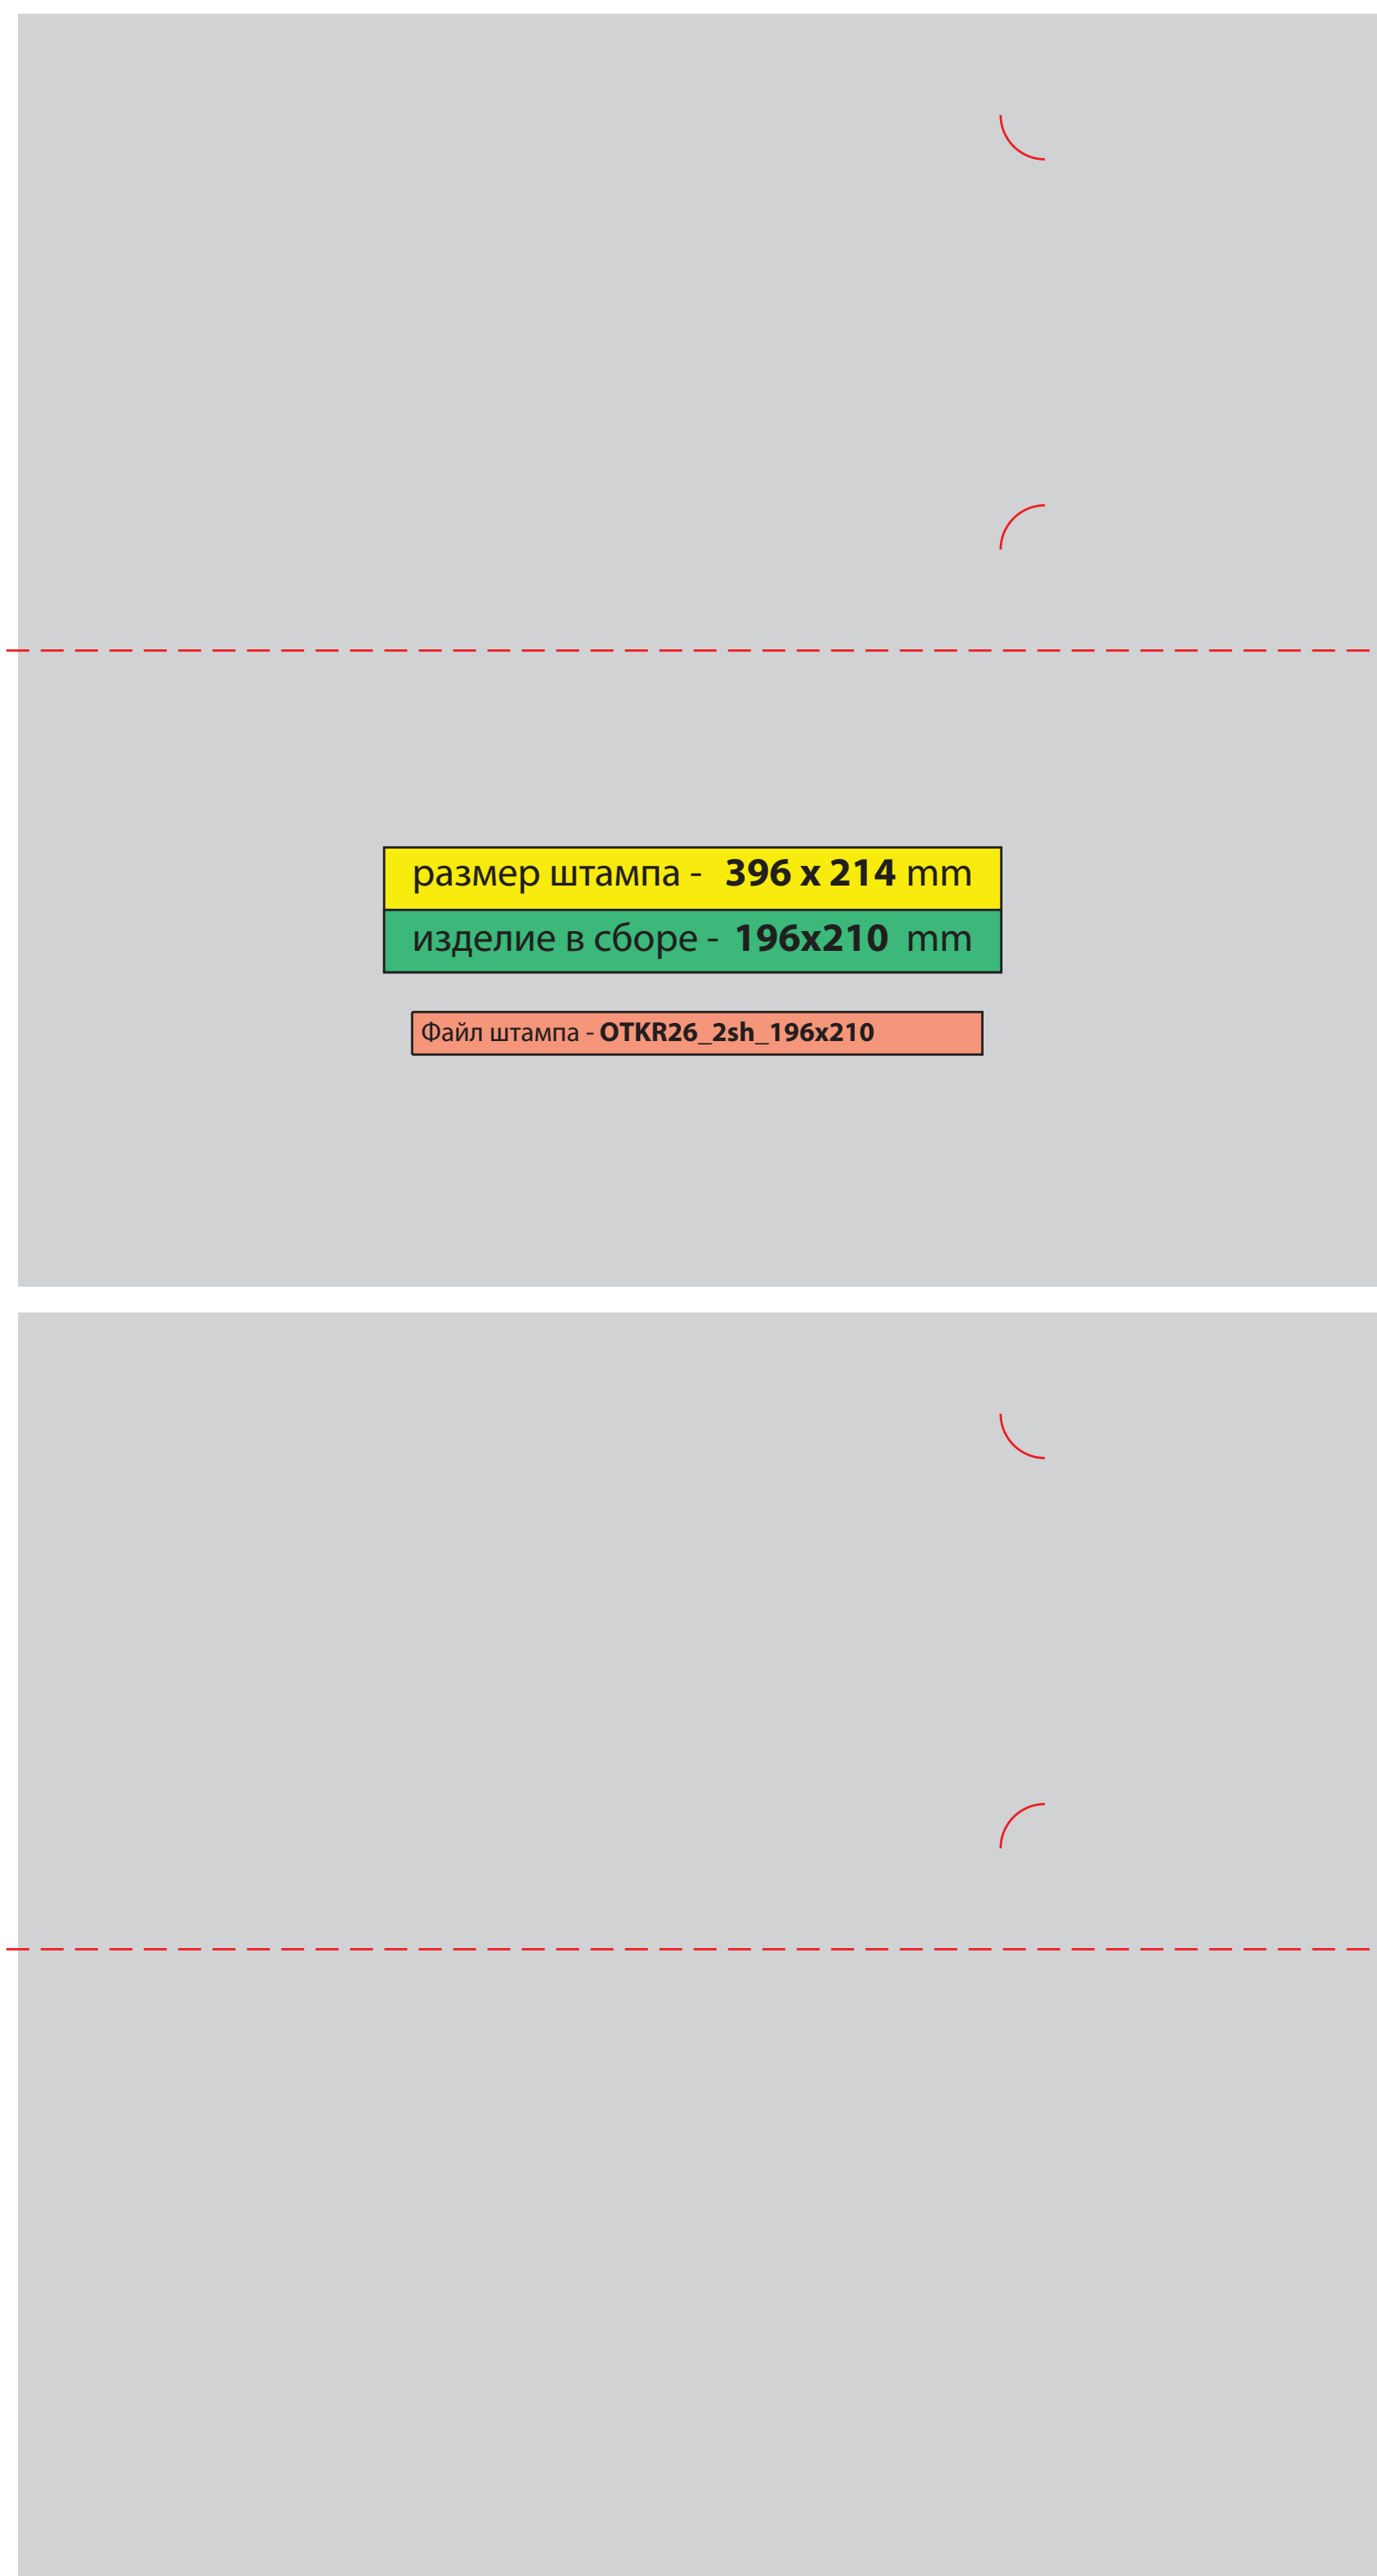 размер штампа - 396 x 214 mm
изделие в сборе - 196x210 mm
Файл штампа - OTKR26_2sh_196x210